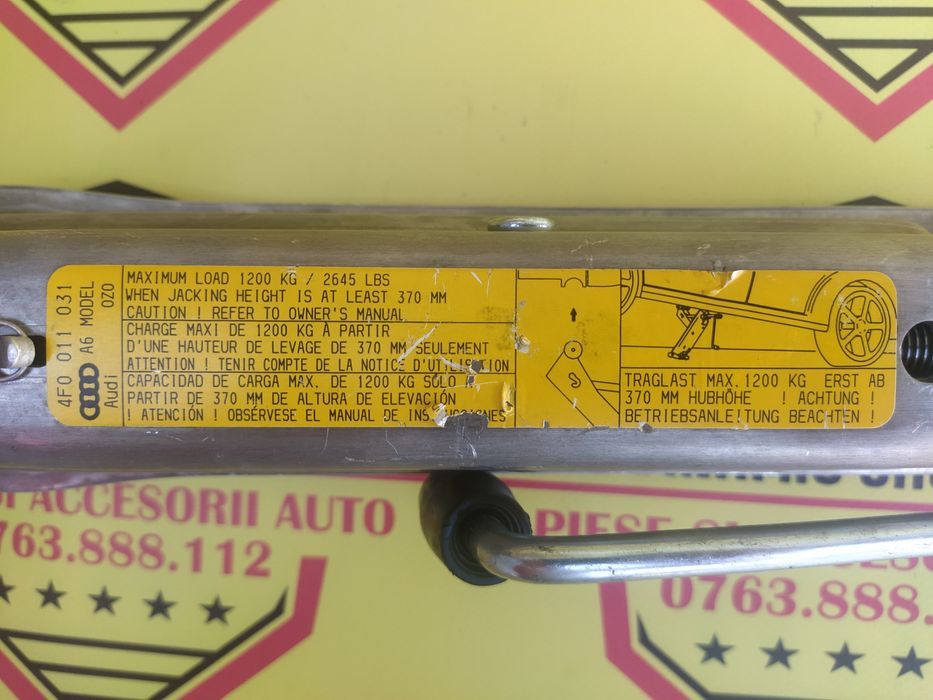 4F0 011 031
A6 MODEL
0Z0
Audi
MAXIMUM LOAD 1200 KG / 2645 LBS
WHEN JACKING HEIGHT IS AT LEAST 370 MM
CAUTION ! REFER TO OWNER'S MANUAL
CHARGE MAXI DE 1200 KG À PARTIR
D'UNE HAUTEUR DE LEVAGE DE 370 MM SEULEMENT
ATTENTION ! TENIR COMPTE DE LA NOTICE D'UTILISATION
CAPACIDAD DE CARGA MAX. DE 1200 KG SÓLO
PARTIR DE 370 MM DE ALTURA DE ELEVACIÓN
! ATENCIÓN ! OBSÉRVESE EL MANUAL DE
TRAGLAST MAX. 1200 KG ERST AB
370 MM HUBHÖHE ! ACHTUNG !
BETRIEBSANLEITUNG BEACHTEN !
ACCESORII AUTO
0763.888.112
PIESE
0763.888.